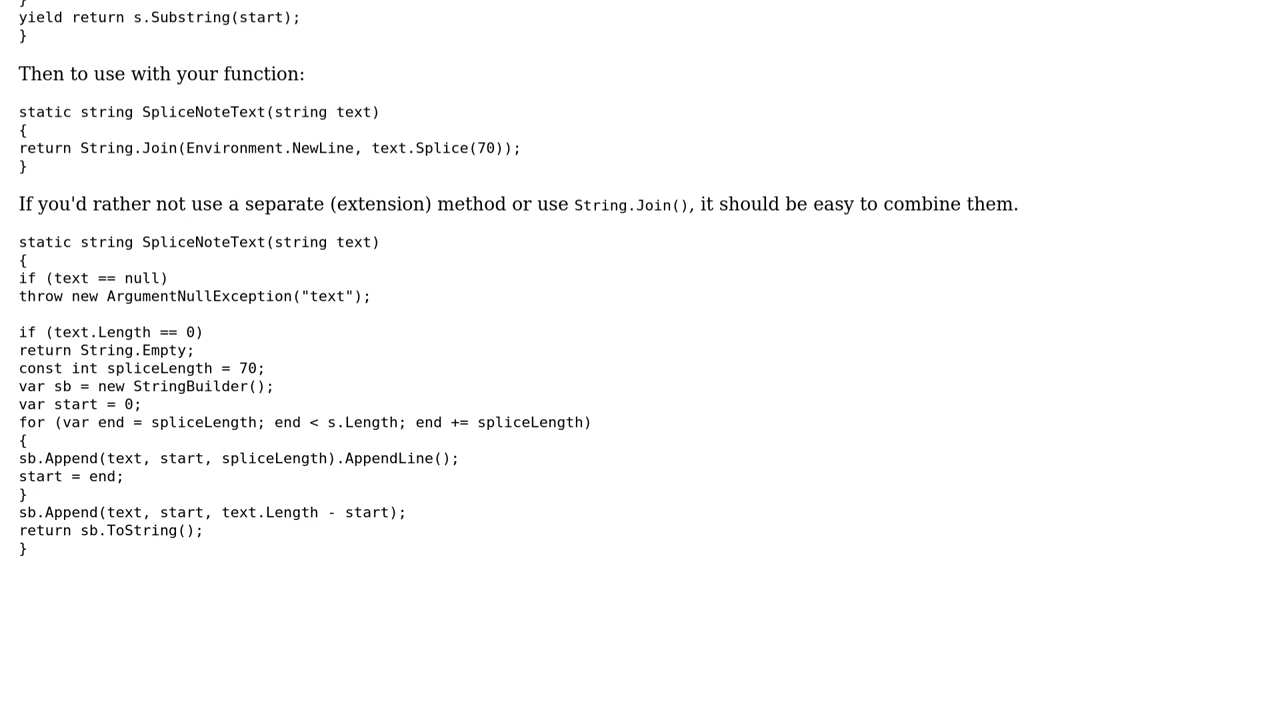 }
yield return s.Substring(start);
}
Then to use with your function:
static string SpliceNoteText(string text)
{
return String.Join(Environment.NewLine, text.Splice(70));
}
If you'd rather not use a separate (extension) method or use String.Join(), it should be easy to combine them.
static string SpliceNoteText(string text)
{
if (text == null)
throw new ArgumentNullException("text");
if (text.Length == 0)
return String.Empty;
const int spliceLength = 70;
var sb = new StringBuilder();
var start = 0;
for (var end = spliceLength; end < s.Length; end += spliceLength)
{
sb.Append(text, start, spliceLength).AppendLine();
start = end;
}
sb.Append(text, start, text.Length - start);
return sb.ToString();
}